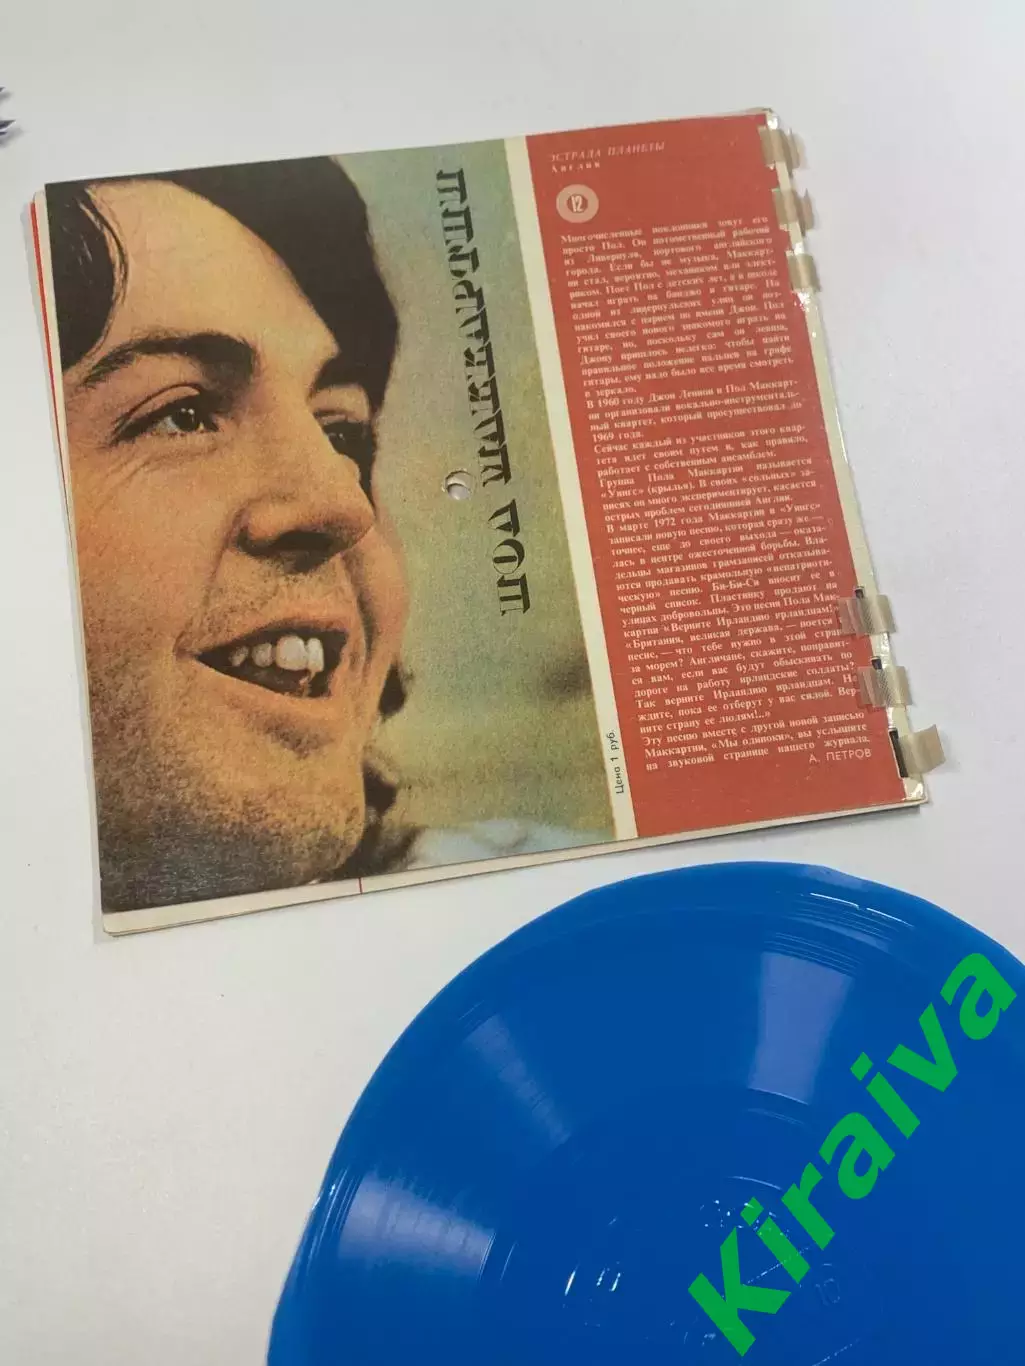 ПОЛ МАККАРТНИ
ЭСТРАДА ПЛАНЕТЫ
Англия
12
Многочисленные поклонники зовут его
просто Пол. Он потомственный рабочий
из Ливерпуля, портового английского
города. Если бы не музыка, Маккарт-
ни стал, вероятно, механиком или элект-
риком. Поет Пол с детских лет, а в школе
начал играть на банджо и гитаре. На
одной из ливерпульских улиц он поз-
накомился с парнем по имени Джон. Пол
учил своего нового знакомого играть на
гитаре, но, поскольку сам он левша,
Джону пришлось нелегко: чтобы найти
правильное положение пальцев на грифе
гитары, ему надо было все время смотреть
в зеркало.
В 1960 году Джон Леннон и Пол Маккарт-
ни организовали вокально-инструменталь-
ный квартет, который просуществовал до
1969 года.
Сейчас каждый из участников этого квар-
тета идет своим путем и, как правило,
работает с собственным ансамблем.
Группа Пола Маккартни называется
«Уингс» (крылья). В своих «сольных» за-
писях он много экспериментирует, касается
острых проблем сегодняшней Англии.
В марте 1972 года Маккартни и «Уингс»
записали новую песню, которая сразу же —
точнее, еще до своего выхода — оказа-
лась в центре ожесточенной борьбы. Вла-
дельцы магазинов грамзаписей отказыва-
ются продавать крамольную «непатриоти-
ческую» песню. Би-Би-Си вносит ее в
черный список. Пластинку продают на
улицах добровольцы. Это песня Пола Мак-
картни «Верните Ирландию ирландцам!»
«Британия, великая держава, — поется в
песне, — что тебе нужно в этой стране
за морем? Англичане, скажите, понравит-
ся вам, если вас будут обыскивать по
дороге на работу ирландские солдаты?
Так верните Ирландию ирландцам. Не
ждите, пока ее отберут у вас силой. Вер-
ните страну ее людям!..»
Эту песню вместе с другой новой записью
Маккартни, «Мы одиноки», вы услышите
на звуковой странице нашего журнала.
А. ПЕТРОВ
Цена 1 руб.
10
Kiraiva